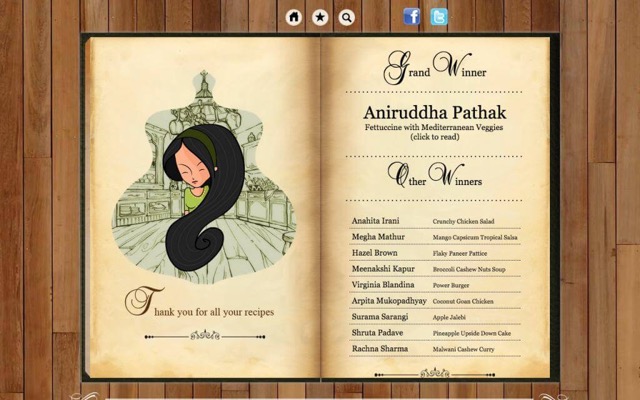 Thank you for all your recipes
Grand Winner
Aniruddha Pathak
Fettuccine with Mediterranean Veggies
(click to read)
Other Winners
Anahita Irani Crunchy Chicken Salad
Megha Mathur Mango Capsicum Tropical Salsa
Hazel Brown Flaky Paneer Pattice
Meenakshi Kapur Broccoli Cashew Nuts Soup
Virginia Blandina Power Burger
Arpita Mukopadhyay Coconut Goan Chicken
Surama Sarangi Apple Jalebi
Shruta Padave Pineapple Upside Down Cake
Rachna Sharma Malwani Cashew Curry